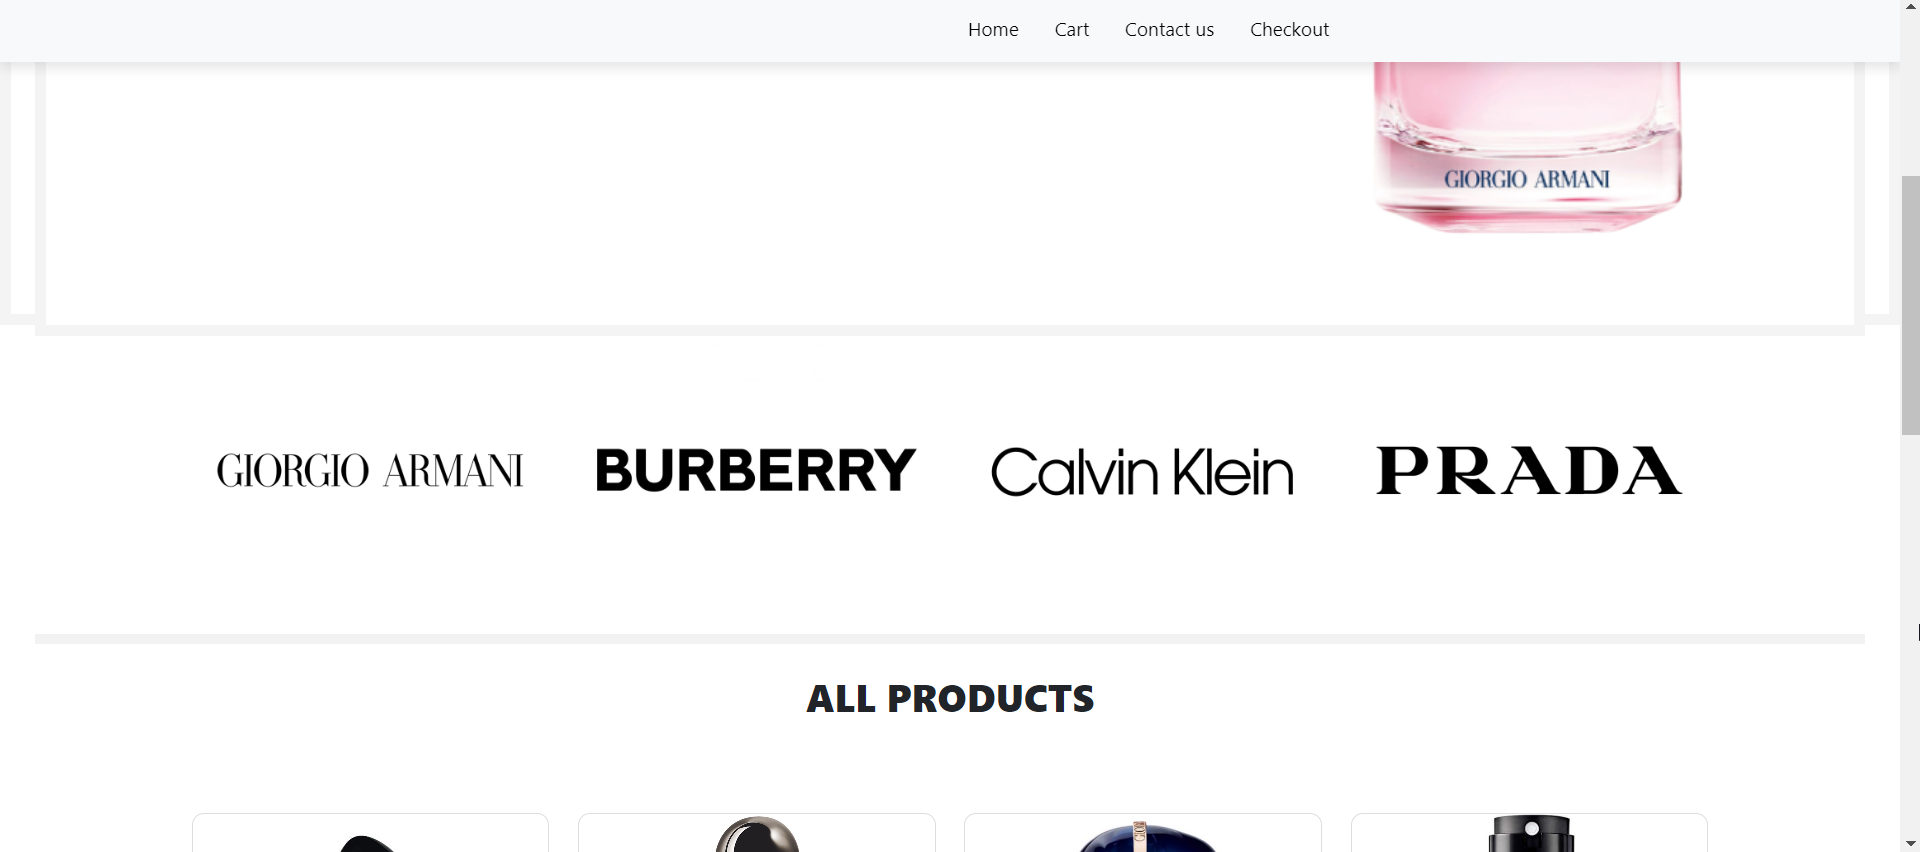 Home Cart Contact us Checkout
GIORGIO ARMANI
GIORGIO ARMANI BURBERRY Calvin Klein PRADA
ALL PRODUCTS